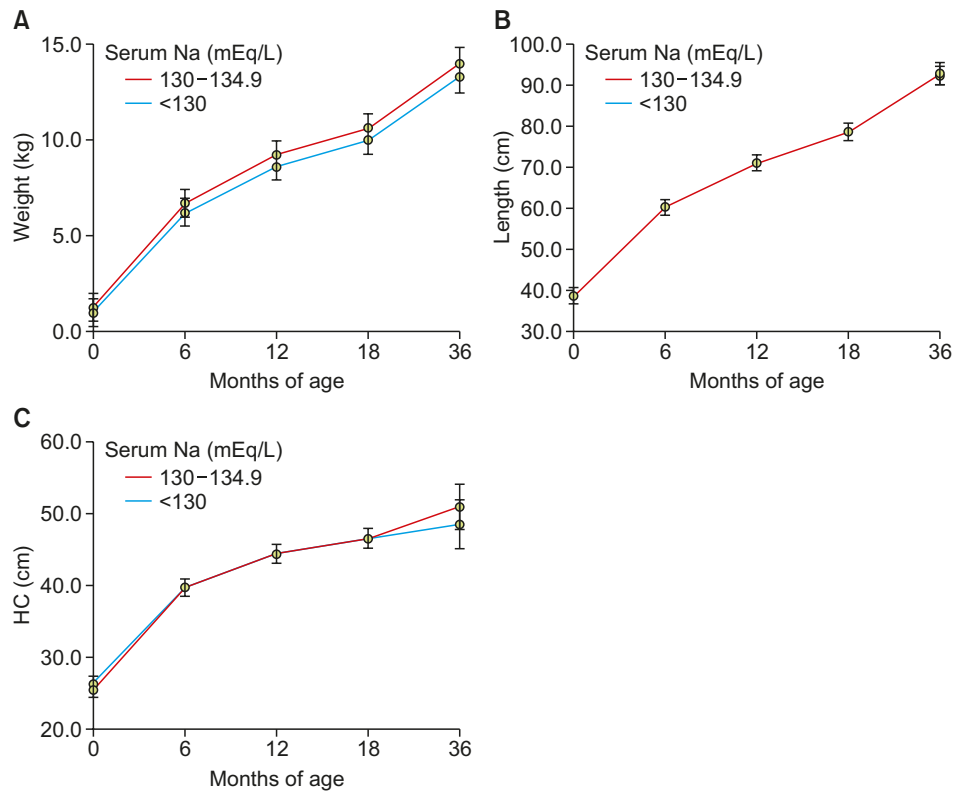 A
Serum Na (mEq/L)
130–134.9
<130
Weight (kg)
15.0
10.0
5.0
0.0
0 6 12 18 36
Months of age
B
Serum Na (mEq/L)
130–134.9
<130
Length (cm)
100.0
90.0
80.0
70.0
60.0
50.0
40.0
30.0
0 6 12 18 36
Months of age
C
Serum Na (mEq/L)
130–134.9
<130
HC (cm)
60.0
50.0
40.0
30.0
20.0
0 6 12 18 36
Months of age